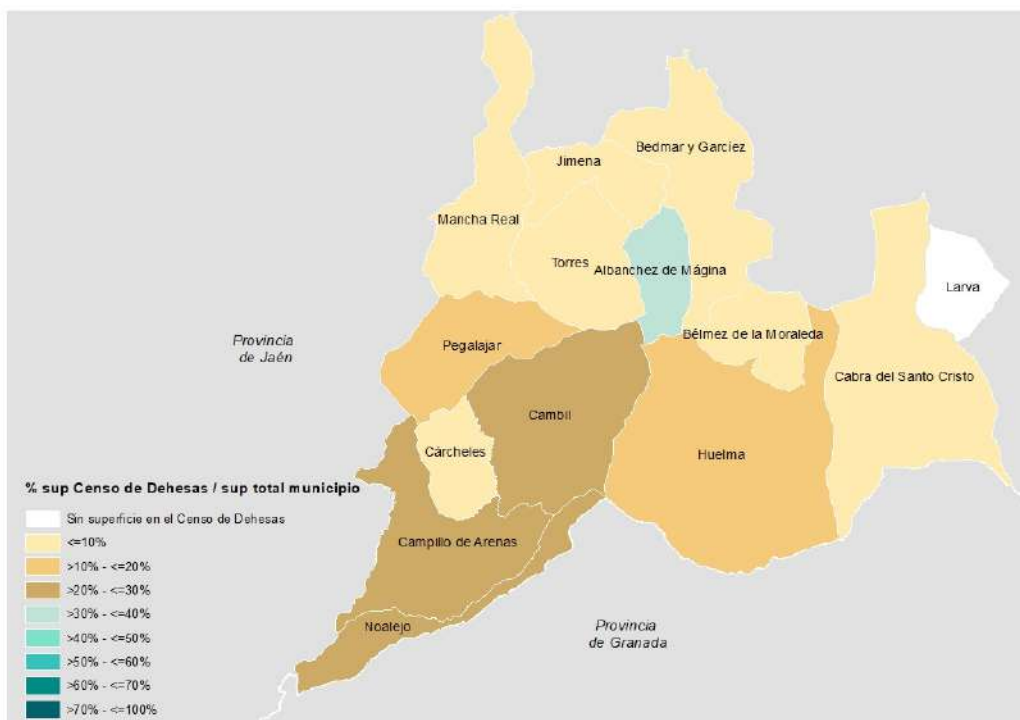 Bedmar y Garcíez
Jimena
Mancha Real
Torres
Albanchez de Mágina
Larva
Provincia
de Jaén
Pegalajar
Bélmez de la Moraleda
Cabra del Santo Cristo
Cambil
Cárcheles
Huelma
Campillo de Arenas
Noalejo
Provincia
de Granada
% sup Censo de Dehesas / sup total municipio
Sin superficie en el Censo de Dehesas
<=10%
>10% - <=20%
>20% - <=30%
>30% - <=40%
>40% - <=50%
>50% - <=60%
>60% - <=70%
>70% - <=100%